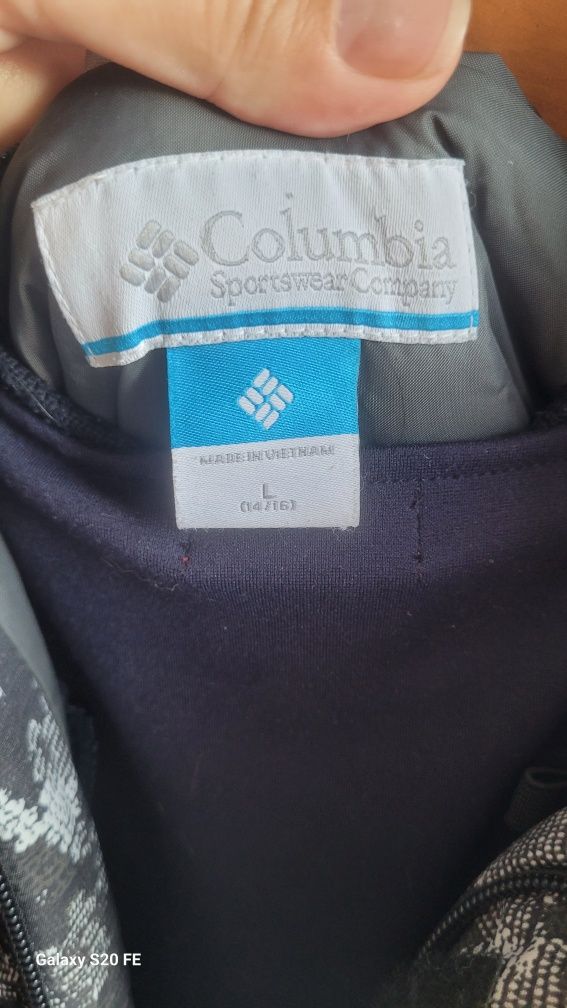 Columbia
Sportswear Company
MADE IN VIETNAM
L
(14/16)
Galaxy S20 FE